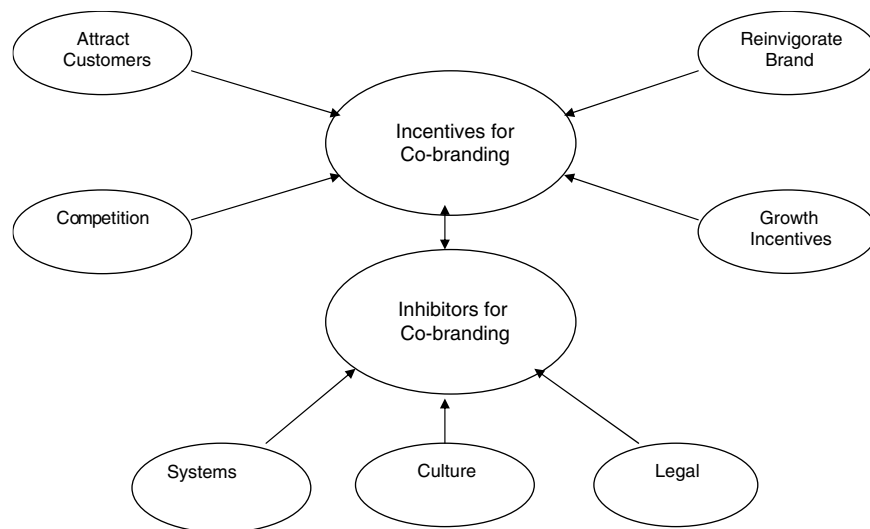 Attract
Customers
Reinvigorate
Brand
Incentives for
Co-branding
Competition
Growth
Incentives
Inhibitors for
Co-branding
Systems
Culture
Legal